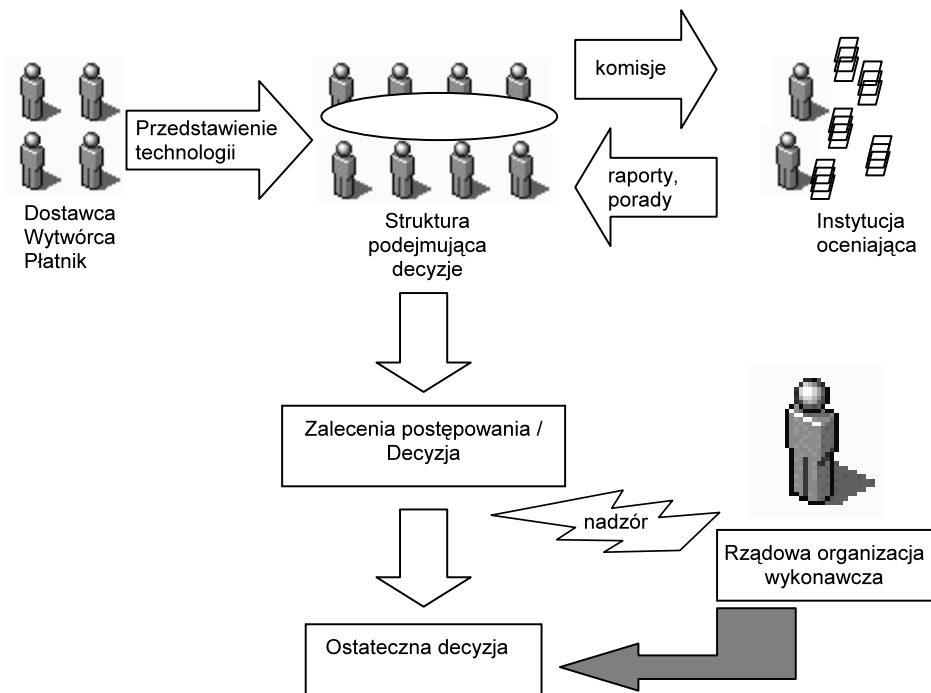 komisje
Przedstawienie
technologii
raporty,
porady
Dostawca
Wytwórca
Płatnik
Struktura
podejmująca
decyzje
Instytucja
oceniająca
Zalecenia postępowania /
Decyzja
nadzór
Rządowa organizacja
wykonawcza
Ostateczna decyzja